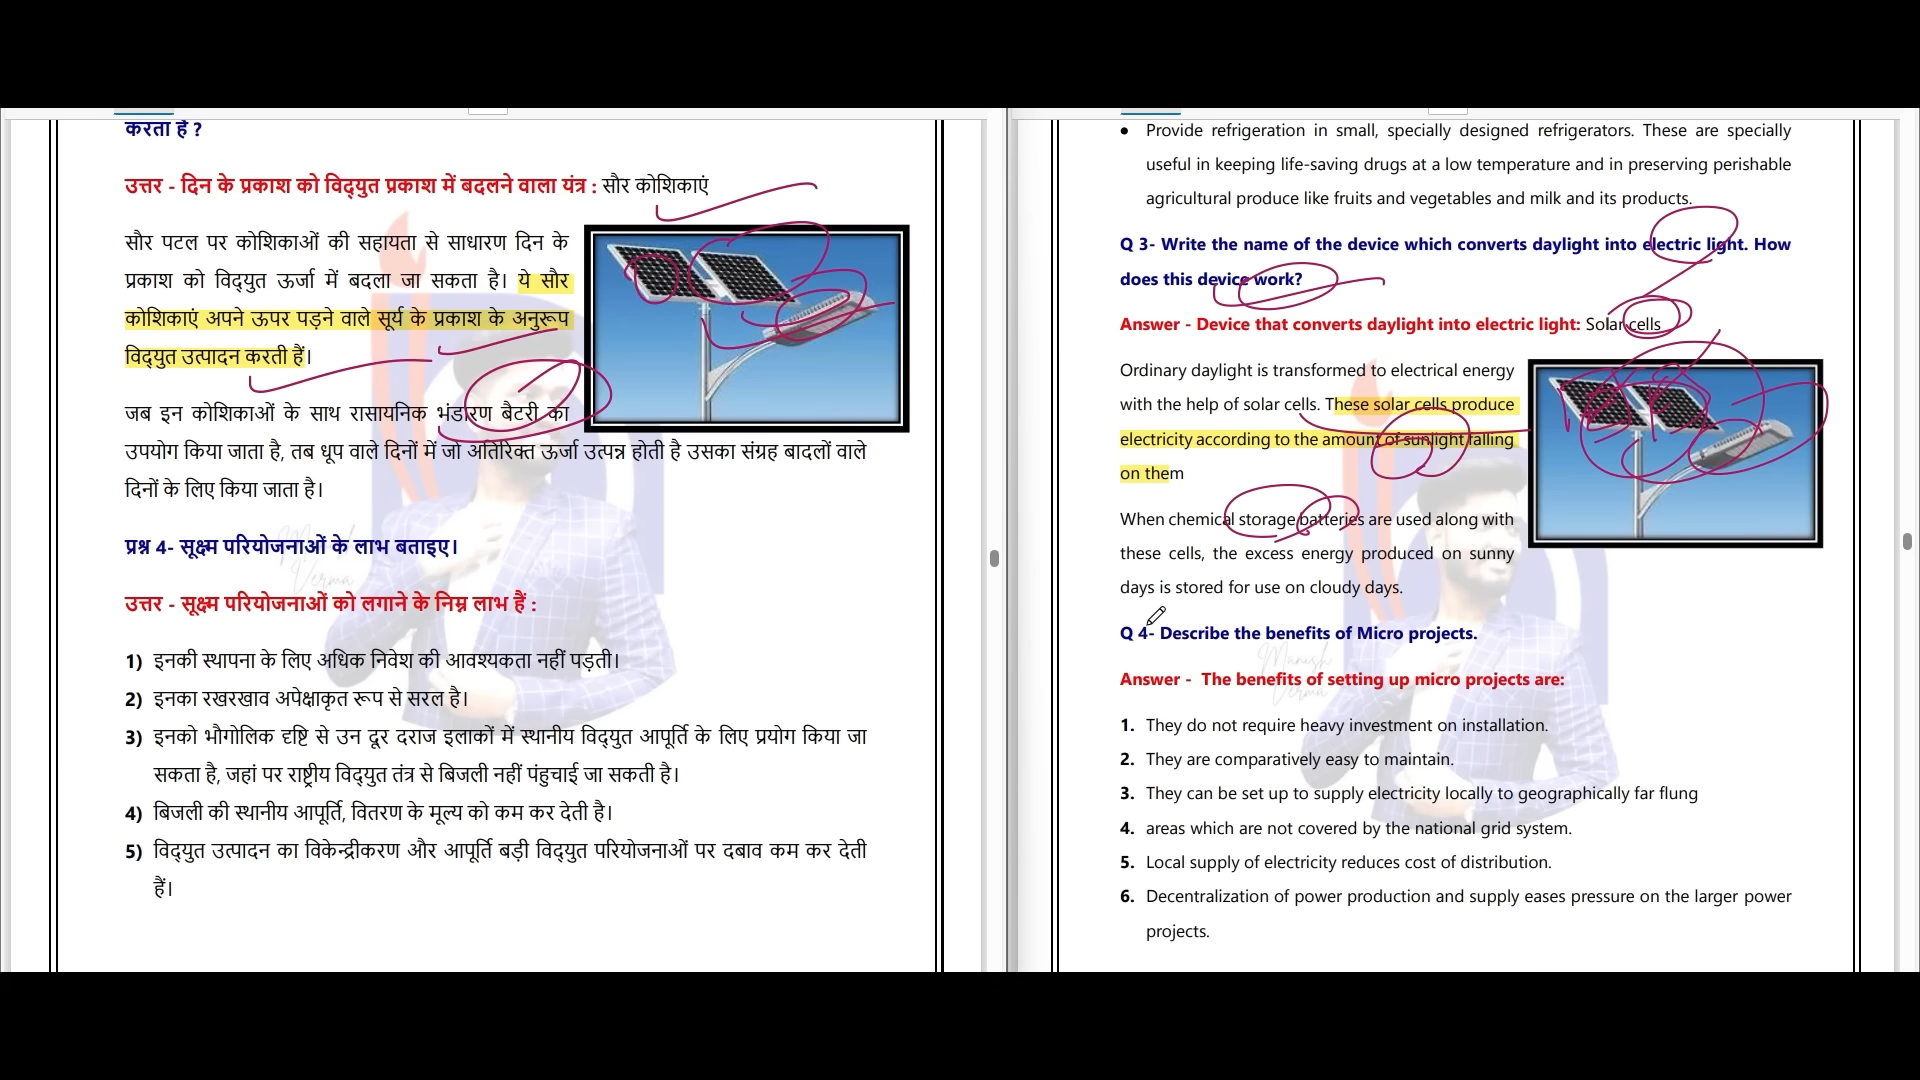 करता है ?
उत्तर - दिन के प्रकाश को विद्युत प्रकाश में बदलने वाला यंत्र : सौर कोशिकाएं
सौर पटल पर कोशिकाओं की सहायता से साधारण दिन के
प्रकाश को विद्युत ऊर्जा में बदला जा सकता है। ये सौर
कोशिकाएं अपने ऊपर पड़ने वाले सूर्य के प्रकाश के अनुरूप
विद्युत उत्पादन करती हैं।
जब इन कोशिकाओं के साथ रासायनिक भंडारण बैटरी का
उपयोग किया जाता है, तब धूप वाले दिनों में जो अतिरिक्त ऊर्जा उत्पन्न होती है उसका संग्रह बादलों वाले
दिनों के लिए किया जाता है।
प्रश्न 4- सूक्ष्म परियोजनाओं के लाभ बताइए।
उत्तर - सूक्ष्म परियोजनाओं को लगाने के निम्न लाभ हैं :
1) इनकी स्थापना के लिए अधिक निवेश की आवश्यकता नहीं पड़ती।
2) इनका रखरखाव अपेक्षाकृत रूप से सरल है।
3) इनको भौगोलिक दृष्टि से उन दूर दराज इलाकों में स्थानीय विद्युत आपूर्ति के लिए प्रयोग किया जा
सकता है, जहां पर राष्ट्रीय विद्युत तंत्र से बिजली नहीं पंहुचाई जा सकती है।
4) बिजली की स्थानीय आपूर्ति, वितरण के मूल्य को कम कर देती है।
5) विद्युत उत्पादन का विकेन्द्रीकरण और आपूर्ति बड़ी विद्युत परियोजनाओं पर दबाव कम कर देती
हैं।
Manish
Verma
• Provide refrigeration in small, specially designed refrigerators. These are specially
useful in keeping life-saving drugs at a low temperature and in preserving perishable
agricultural produce like fruits and vegetables and milk and its products.
Q 3- Write the name of the device which converts daylight into electric light. How
does this device work?
Answer - Device that converts daylight into electric light: Solar cells
Ordinary daylight is transformed to electrical energy
with the help of solar cells. These solar cells produce
electricity according to the amount of sunlight falling
on them
When chemical storage batteries are used along with
these cells, the excess energy produced on sunny
days is stored for use on cloudy days.
Q 4- Describe the benefits of Micro projects.
Answer - The benefits of setting up micro projects are:
1. They do not require heavy investment on installation.
2. They are comparatively easy to maintain.
3. They can be set up to supply electricity locally to geographically far flung
4. areas which are not covered by the national grid system.
5. Local supply of electricity reduces cost of distribution.
6. Decentralization of power production and supply eases pressure on the larger power
projects.
Manish
Verma